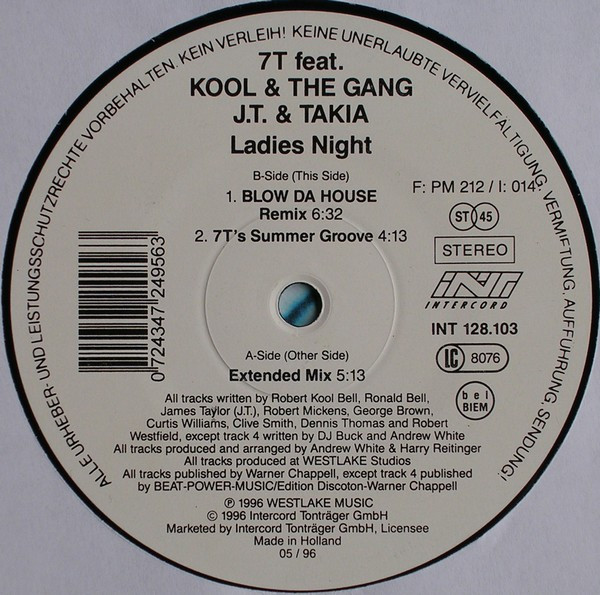 ALLE URHEBER- UND LEISTUNGSSCHUTZRECHTE VORBEHALTEN. KEIN VERLEIH! KEINE UNERLAUBTE VERVIELFÄLTIGUNG, VERMIETUNG, AUFFÜHRUNG, SENDUNG!
7T feat.
KOOL & THE GANG
J.T. & TAKIA
Ladies Night
B-Side (This Side)
1. BLOW DA HOUSE
Remix 6:32
2. 7T's Summer Groove 4:13
F: PM 212 / I: 014
ST 45
STEREO
INT
INTERCORD
INT 128.103
LC 8076
bel
BIEM
0 724347 249563
A-Side (Other Side)
Extended Mix 5:13
All tracks written by Robert Kool Bell, Ronald Bell,
James Taylor (J.T.), Robert Mickens, George Brown,
Curtis Williams, Clive Smith, Dennis Thomas and Robert
Westfield, except track 4 written by DJ Buck and Andrew White
All tracks produced and arranged by Andrew White & Harry Reitinger
All tracks produced at WESTLAKE Studios
All tracks published by Warner Chappell, except track 4 published
by BEAT-POWER-MUSIC/Edition Discoton-Warner Chappell
℗ 1996 WESTLAKE MUSIC
© 1996 Intercord Tonträger GmbH
Marketed by Intercord Tonträger GmbH, Licensee
Made in Holland
05 / 96